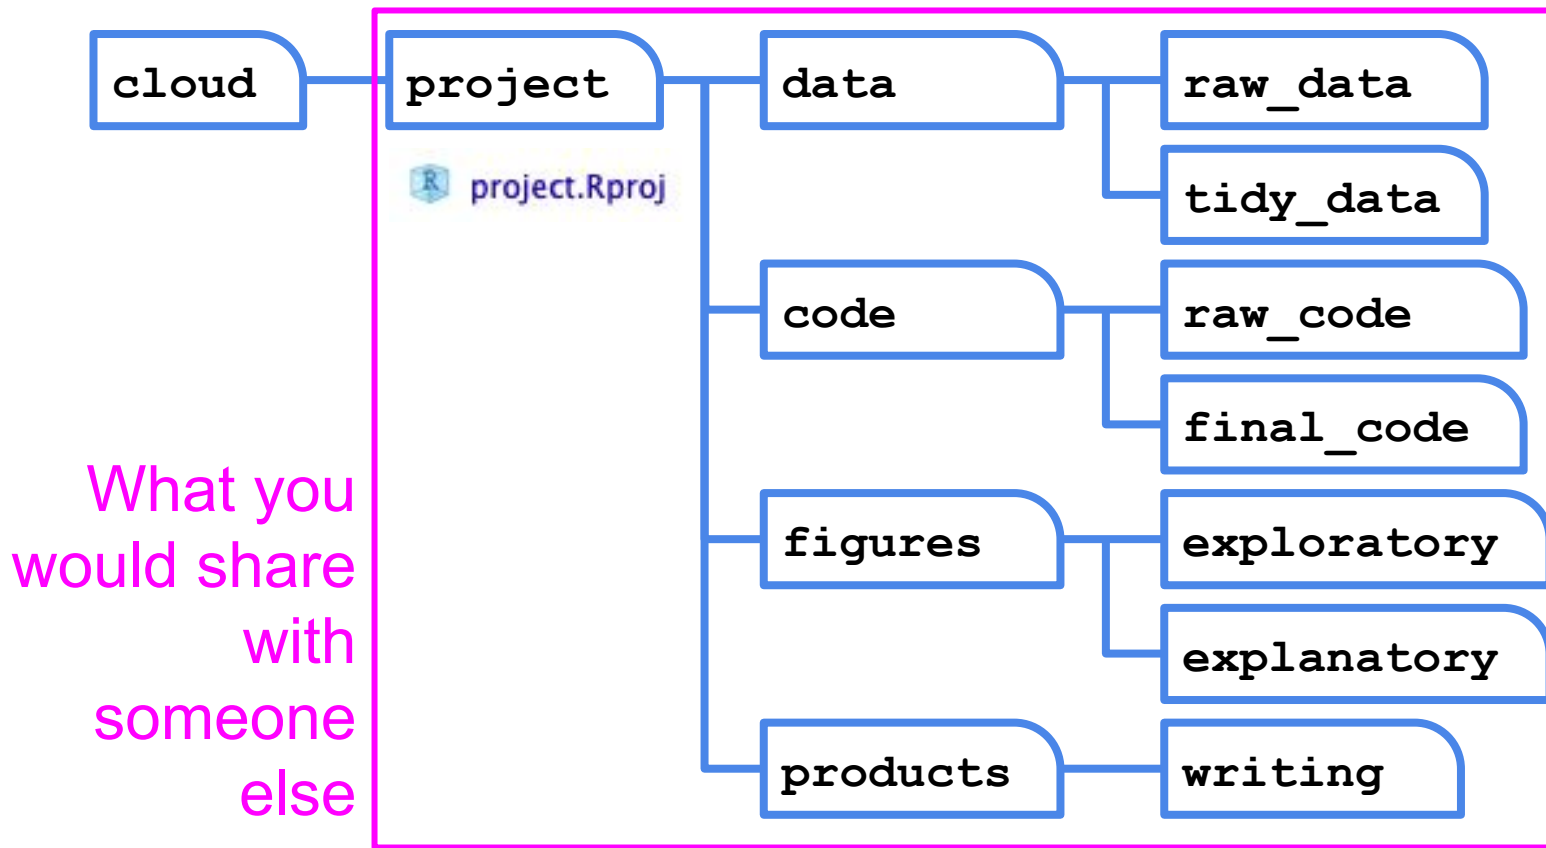 cloud
project
data
raw_data
R project.Rproj
tidy_data
code
raw_code
final_code
What you
would share
with
someone
else
figures
exploratory
explanatory
products
writing